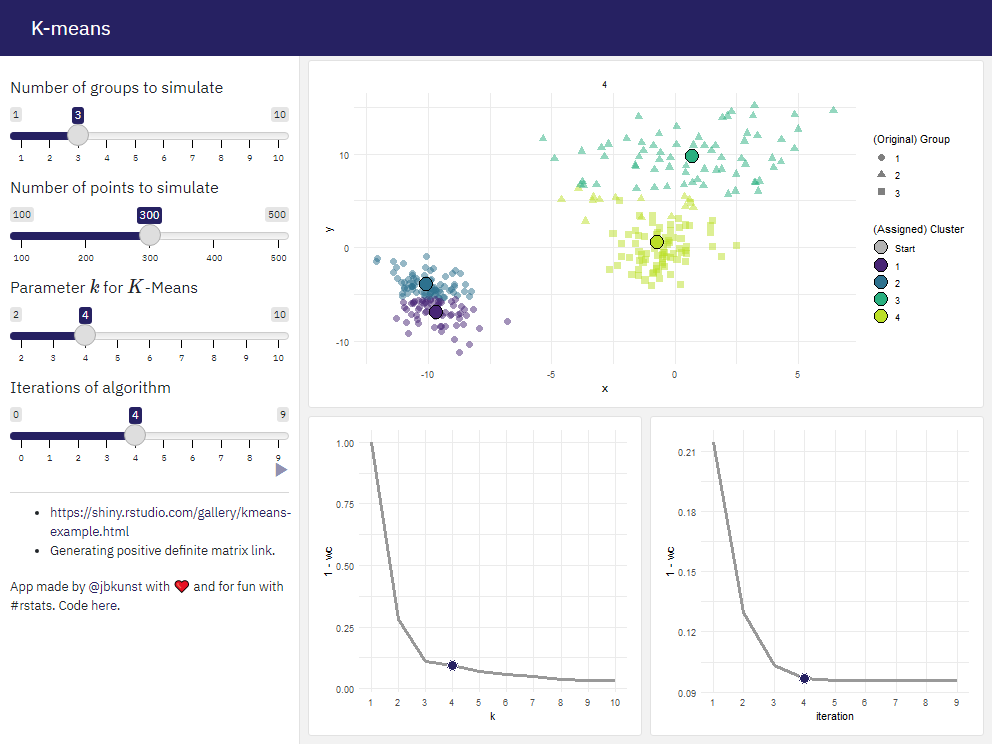 K-means
Number of groups to simulate
1 3 10
1 2 3 4 5 6 7 8 9 10
Number of points to simulate
100 300 500
100 200 300 400 500
Parameter k for K-Means
2 4 10
2 3 4 5 6 7 8 9 10
Iterations of algorithm
0 4 9
0 1 2 3 4 5 6 7 8 9
https://shiny.rstudio.com/gallery/kmeans-
example.html
Generating positive definite matrix link.
App made by @jbkunst with ❤ and for fun with
#rstats. Code here.
4
y
10
0
-10
-10 -5 0 5
x
(Original) Group
1
2
3
(Assigned) Cluster
Start
1
2
3
4
1 - wc
1.00
0.75
0.50
0.25
0.00
1 2 3 4 5 6 7 8 9 10
k
1 - wc
0.21
0.18
0.15
0.12
0.09
1 2 3 4 5 6 7 8 9
iteration